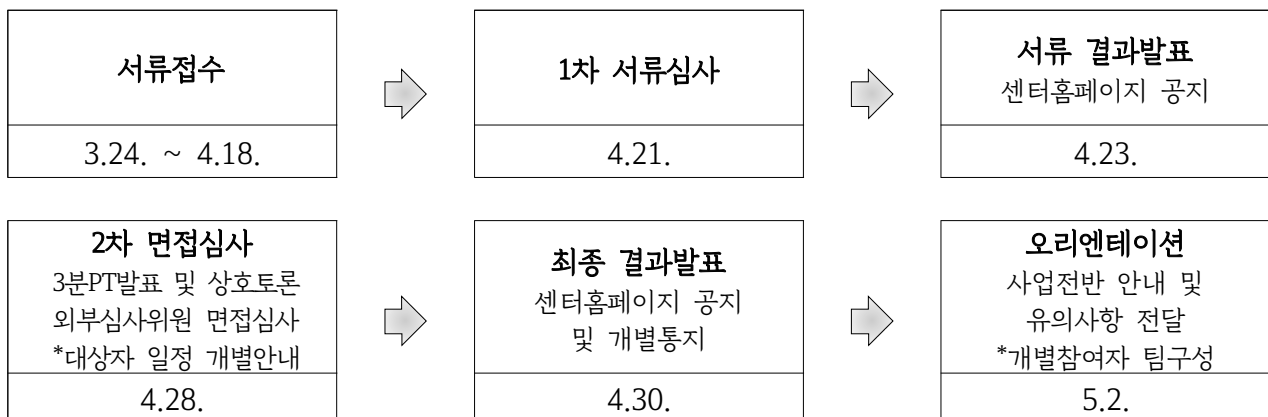 서류접수
3.24. ~ 4.18.
1차 서류심사
4.21.
서류 결과발표
센터홈페이지 공지
4.23.
2차 면접심사
3분PT발표 및 상호토론
외부심사위원 면접심사
*대상자 일정 개별안내
4.28.
최종 결과발표
센터홈페이지 공지
및 개별통지
4.30.
오리엔테이션
사업전반 안내 및
유의사항 전달
*개별참여자 팀구성
5.2.